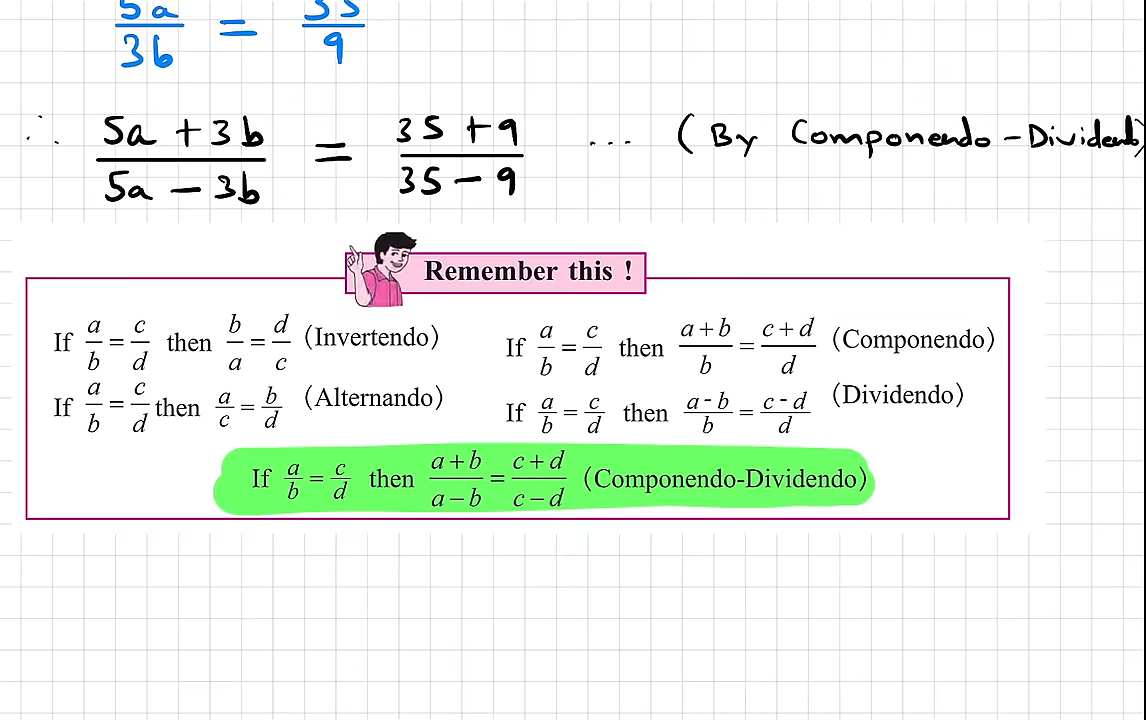 5a/3b = 35/9
∴ (5a + 3b)/(5a − 3b) = (35 + 9)/(35 − 9) ... (By Componendo - Dividendo)
Remember this !
If a/b = c/d then b/a = d/c (Invertendo)
If a/b = c/d then (a+b)/b = (c+d)/d (Componendo)
If a/b = c/d then a/c = b/d (Alternando)
If a/b = c/d then (a-b)/b = (c-d)/d (Dividendo)
If a/b = c/d then (a+b)/(a−b) = (c+d)/(c−d) (Componendo-Dividendo)